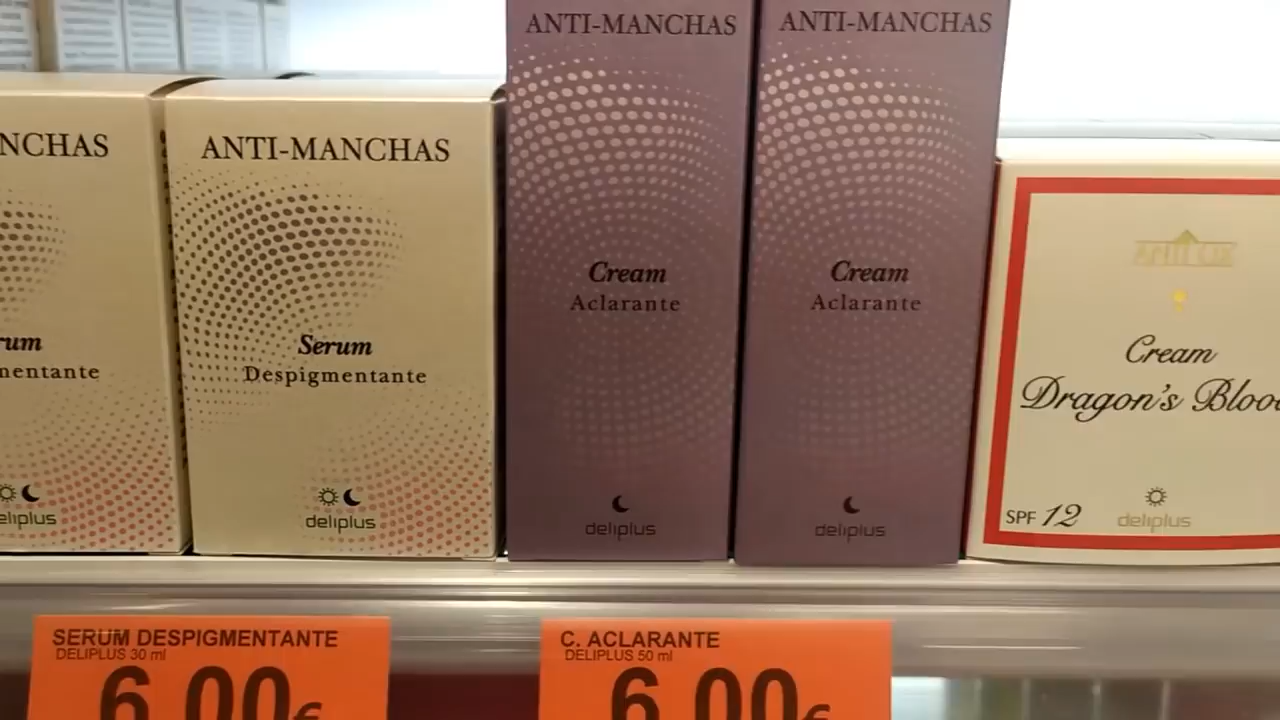 NCHAS
rum
mentante
eliplus
ANTI-MANCHAS
Serum
Despigmentante
deliplus
ANTI-MANCHAS
Cream
Aclarante
deliplus
ANTI-MANCHAS
Cream
Aclarante
deliplus
Cream
Dragon's Bloo
SPF 12
deliplus
SERUM DESPIGMENTANTE
DELIPLUS 30 ml
6,00€
C. ACLARANTE
DELIPLUS 50 ml
6,00€